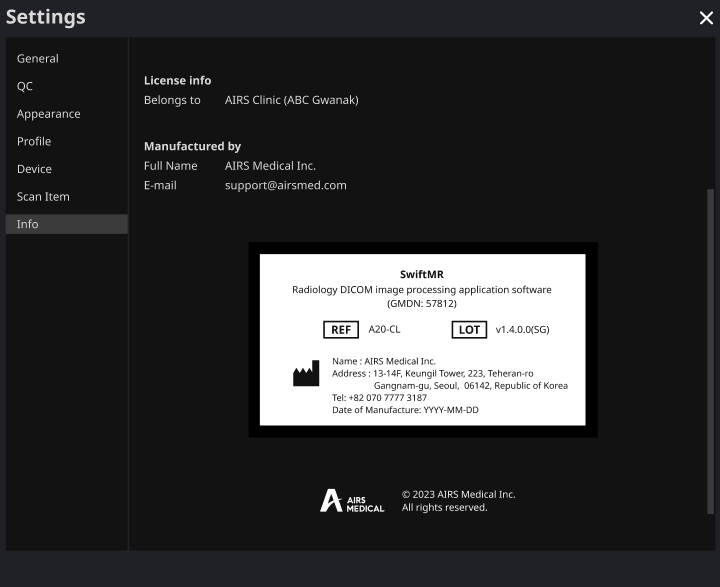 Settings
General
QC
Appearance
Profile
Device
Scan Item
Info
License info
Belongs to AIRS Clinic (ABC Gwanak)
Manufactured by
Full Name AIRS Medical Inc.
E-mail support@airsmed.com
SwiftMR
Radiology DICOM image processing application software
(GMDN: 57812)
REF A20-CL LOT v1.4.0.0(SG)
Name : AIRS Medical Inc.
Address : 13-14F, Keungil Tower, 223, Teheran-ro
Gangnam-gu, Seoul, 06142, Republic of Korea
Tel: +82 070 7777 3187
Date of Manufacture: YYYY-MM-DD
AIRS
MEDICAL
© 2023 AIRS Medical Inc.
All rights reserved.